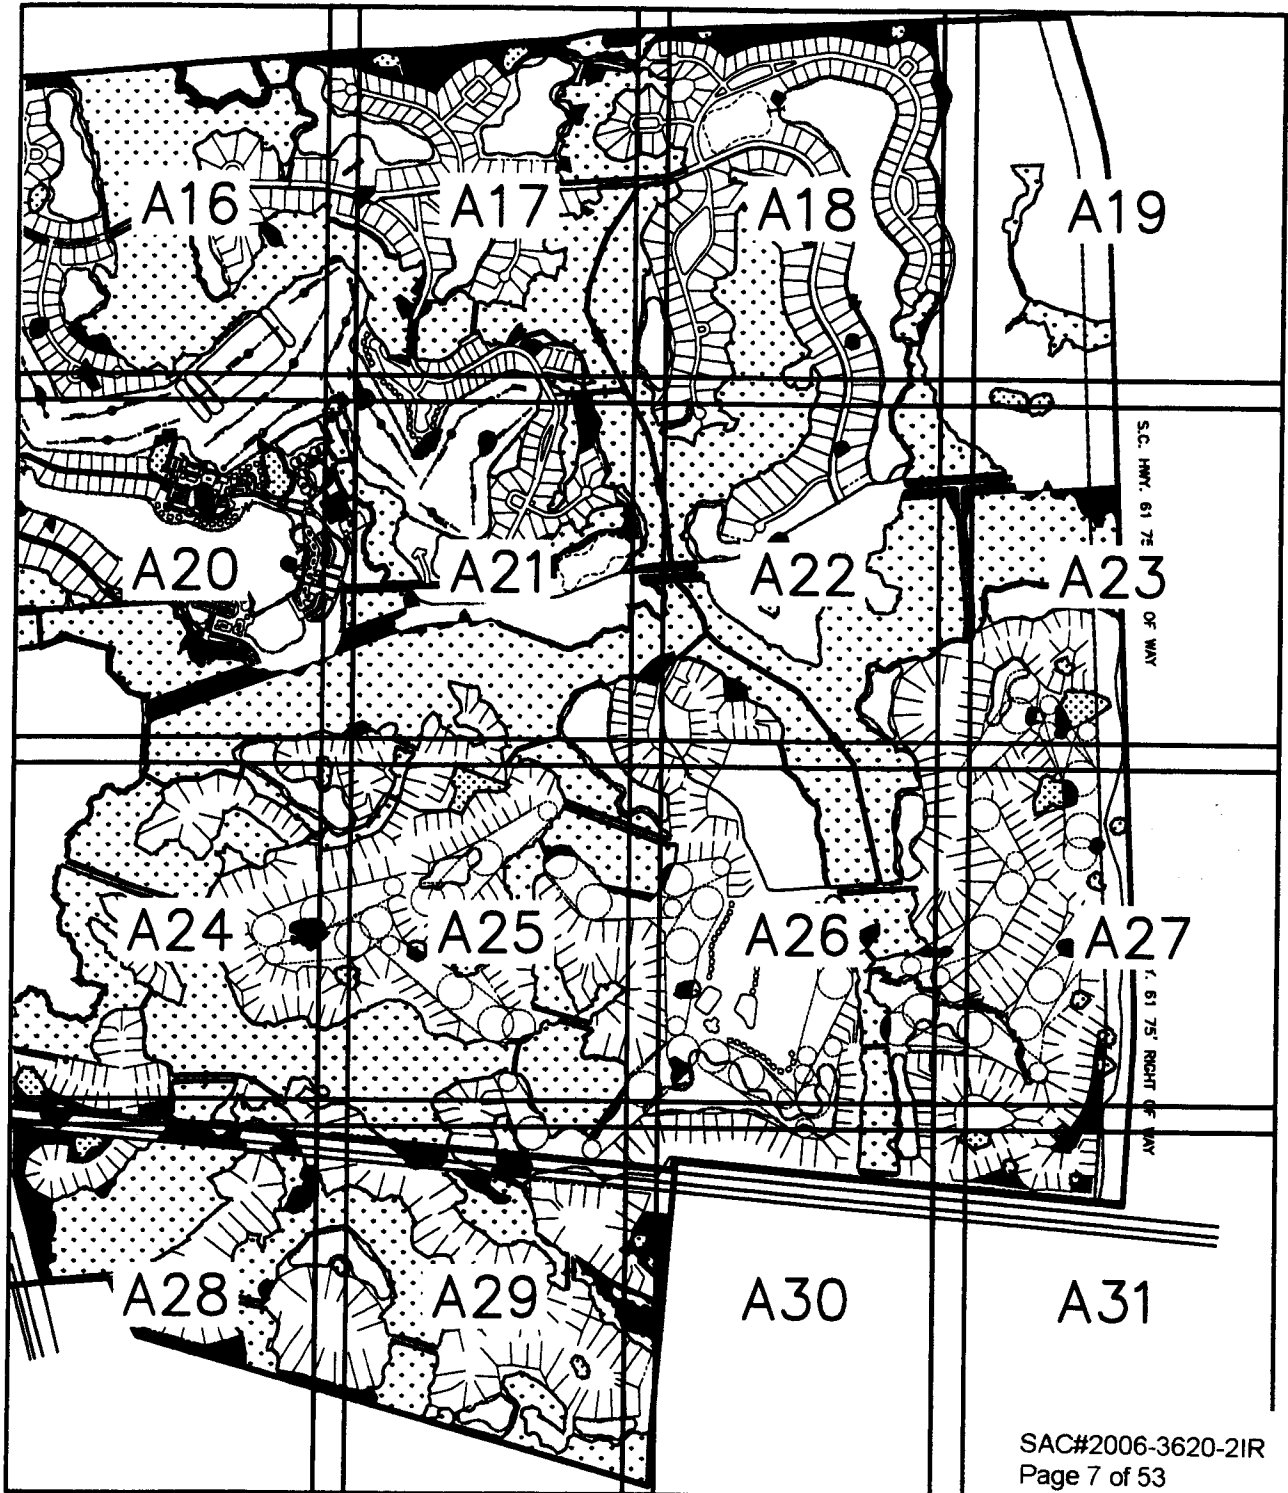 A16
A17
A18
A19
S.C. HWY. 61 75
OF WAY
A20
A21
A22
A23
A24
A25
A26
A27
. 61 75' RIGHT OF WAY
A28
A29
A30
A31
SAC#2006-3620-2IR
Page 7 of 53